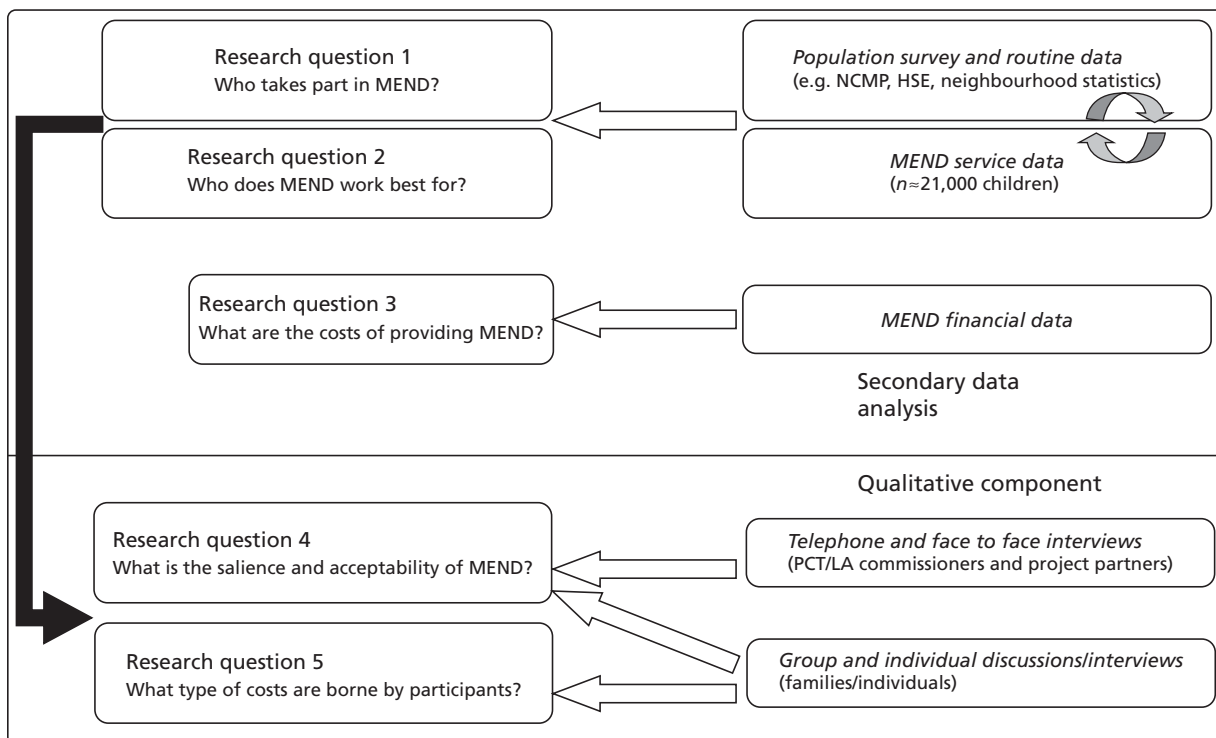 Research question 1
Who takes part in MEND?
Population survey and routine data
(e.g. NCMP, HSE, neighbourhood statistics)
Research question 2
Who does MEND work best for?
MEND service data
(n≈21,000 children)
Research question 3
What are the costs of providing MEND?
MEND financial data
Secondary data
analysis
Qualitative component
Research question 4
What is the salience and acceptability of MEND?
Telephone and face to face interviews
(PCT/LA commissioners and project partners)
Research question 5
What type of costs are borne by participants?
Group and individual discussions/interviews
(families/individuals)